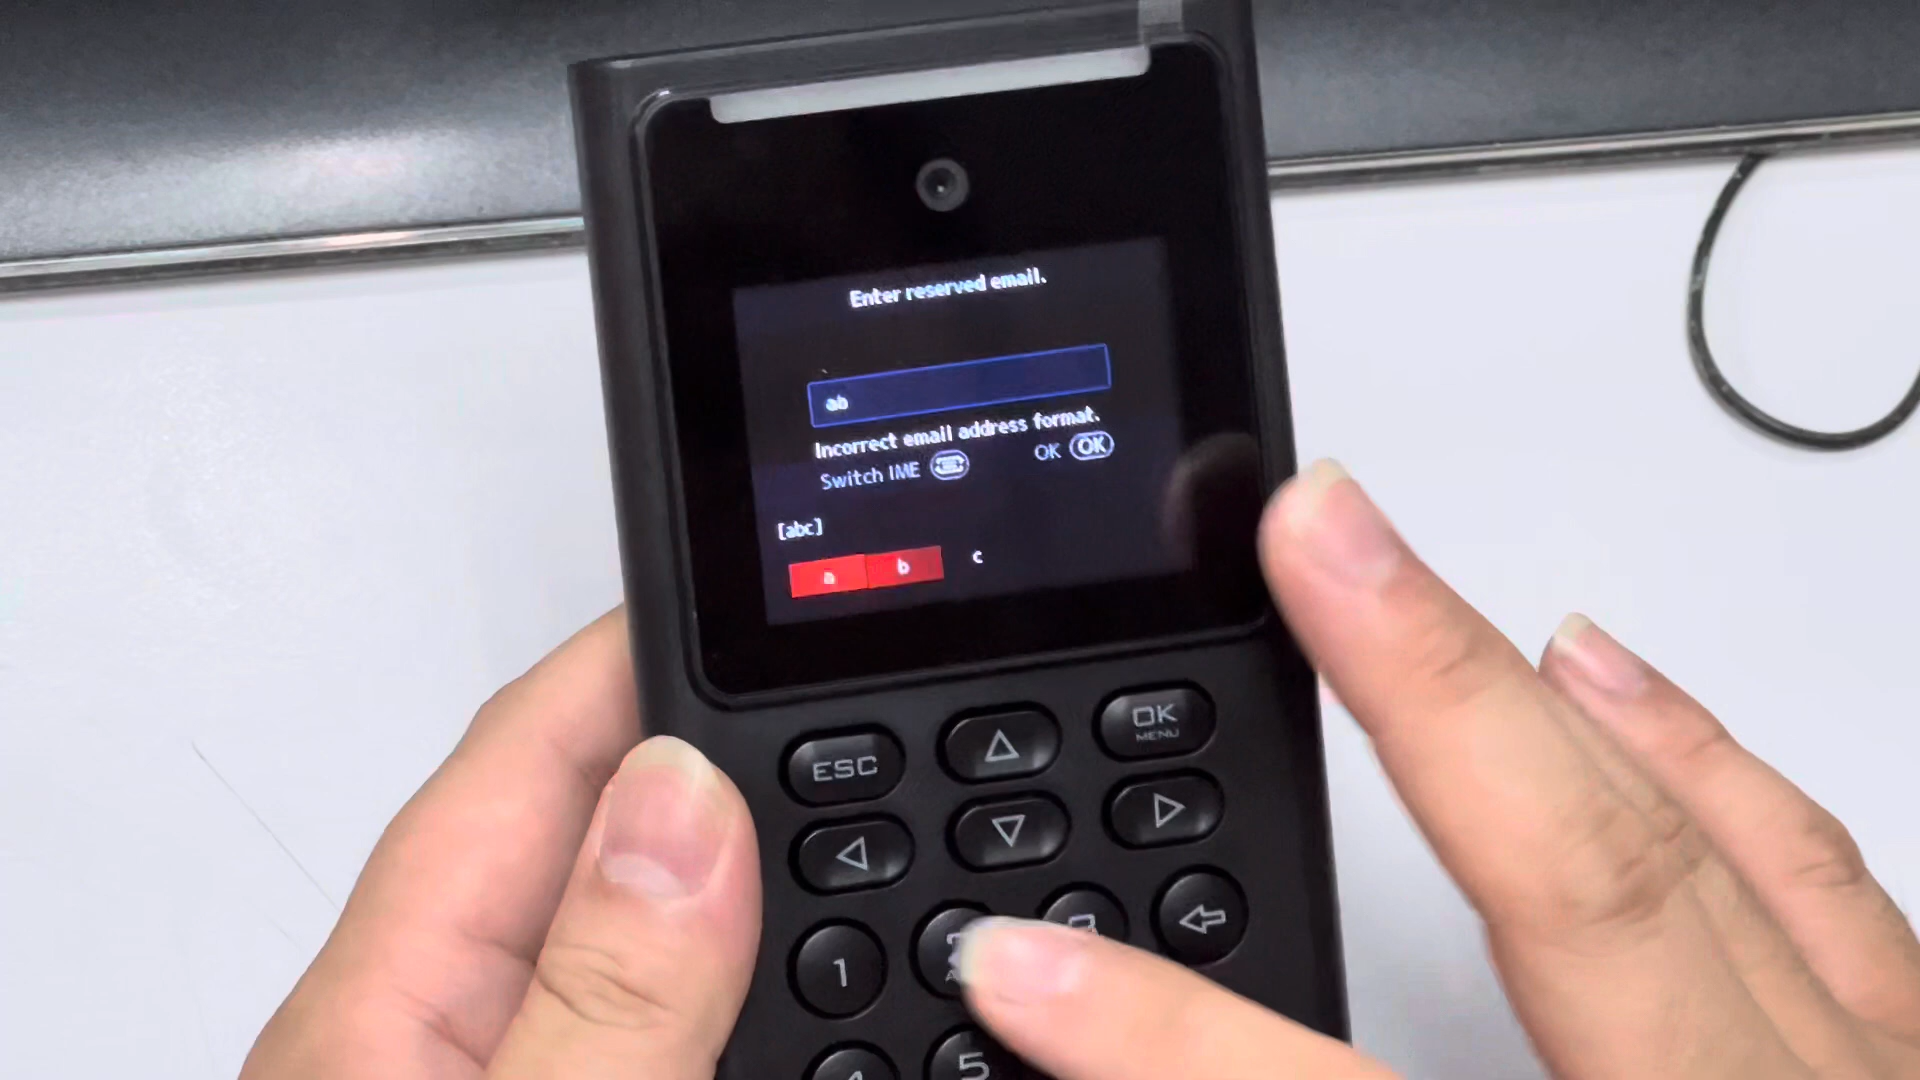 Enter reserved email.
ab
Incorrect email address format.
Switch IME OK OK
[abc]
a b c
ESC
OK
MENU
1
5